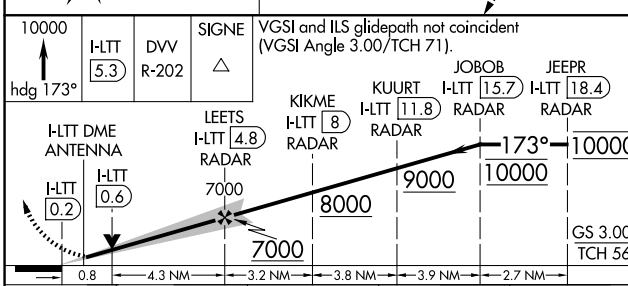 10000
hdg 173°
I-LTT
5.3
DVV
R-202
SIGNE
VGSI and ILS glidepath not coincident
(VGSI Angle 3.00/TCH 71).
JOBOB
I-LTT 15.7
RADAR
JEEPR
I-LTT 18.4
RADAR
KUURT
I-LTT 11.8
RADAR
KIKME
I-LTT 8
RADAR
LEETS
I-LTT 4.8
RADAR
I-LTT DME
ANTENNA
I-LTT
0.2
I-LTT
0.6
7000
7000
8000
9000
10000
173°
10000
GS 3.00
TCH 56
0.8
4.3 NM
3.2 NM
3.8 NM
3.9 NM
2.7 NM